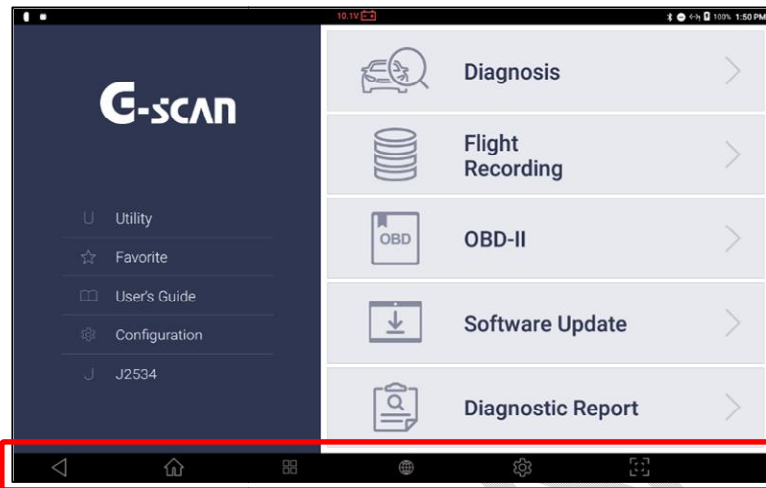 10.1V
100% 1:50 PM
G-scan
U Utility
Favorite
User's Guide
Configuration
J J2534
Diagnosis
Flight
Recording
OBD
OBD-II
Software Update
Diagnostic Report